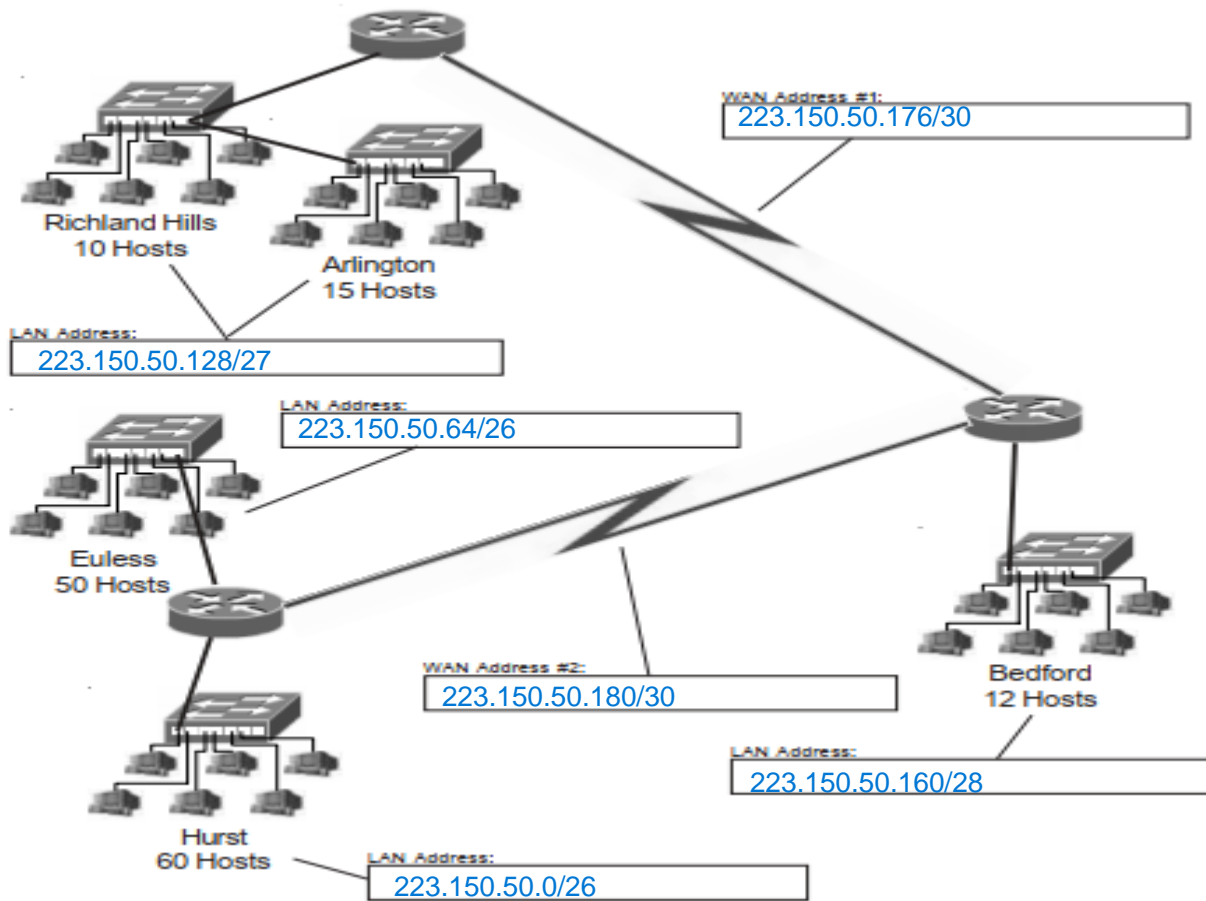 WAN Address #1:
223.150.50.176/30
Richland Hills
10 Hosts
Arlington
15 Hosts
LAN Address:
223.150.50.128/27
LAN Address:
223.150.50.64/26
Euless
50 Hosts
WAN Address #2:
223.150.50.180/30
Bedford
12 Hosts
LAN Address:
223.150.50.160/28
Hurst
60 Hosts
LAN Address:
223.150.50.0/26